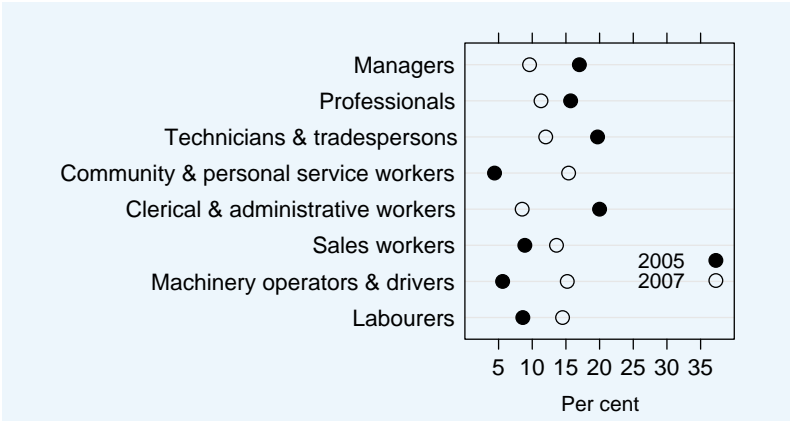 Managers
Professionals
Technicians & tradespersons
Community & personal service workers
Clerical & administrative workers
Sales workers
2005
Machinery operators & drivers
2007
Labourers
5 10 15 20 25 30 35
Per cent